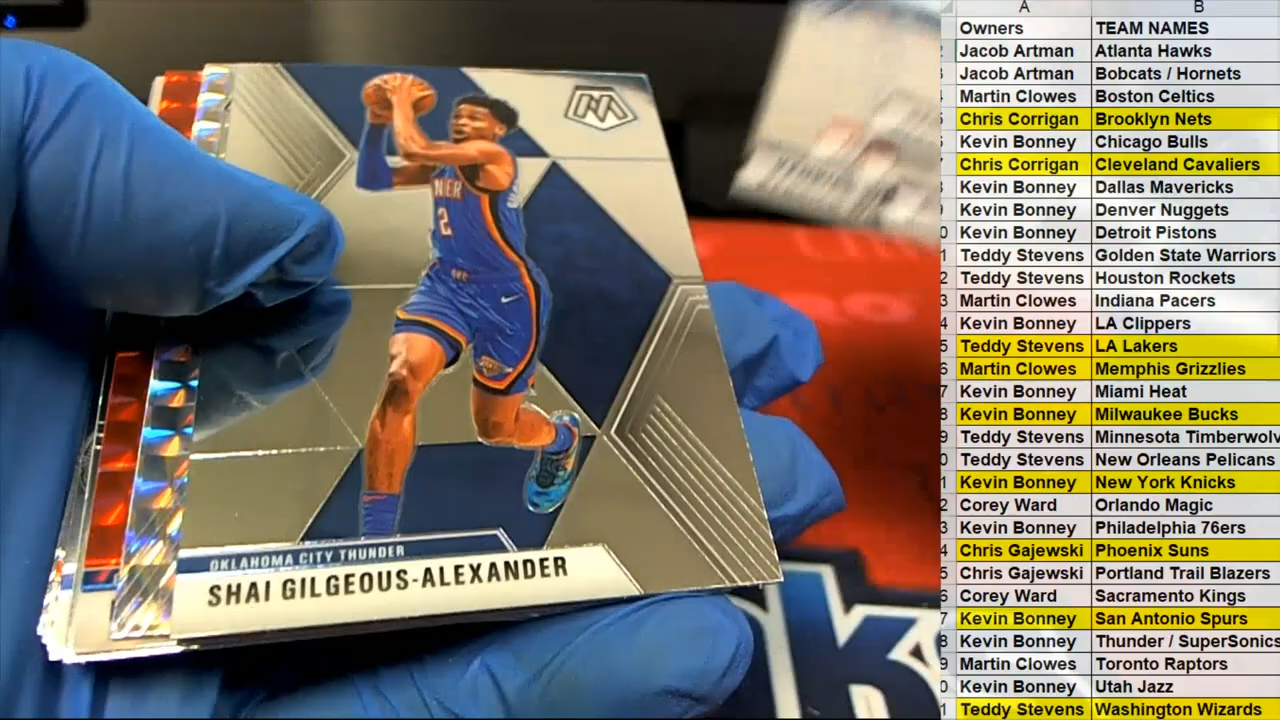 A B
Owners TEAM NAMES
Jacob Artman Atlanta Hawks
Jacob Artman Bobcats / Hornets
Martin Clowes Boston Celtics
Chris Corrigan Brooklyn Nets
Kevin Bonney Chicago Bulls
Chris Corrigan Cleveland Cavaliers
Kevin Bonney Dallas Mavericks
Kevin Bonney Denver Nuggets
Kevin Bonney Detroit Pistons
Teddy Stevens Golden State Warriors
Teddy Stevens Houston Rockets
Martin Clowes Indiana Pacers
Kevin Bonney LA Clippers
Teddy Stevens LA Lakers
Martin Clowes Memphis Grizzlies
Kevin Bonney Miami Heat
Kevin Bonney Milwaukee Bucks
Teddy Stevens Minnesota Timberwolv
Teddy Stevens New Orleans Pelicans
Kevin Bonney New York Knicks
Corey Ward Orlando Magic
Kevin Bonney Philadelphia 76ers
Chris Gajewski Phoenix Suns
Chris Gajewski Portland Trail Blazers
Corey Ward Sacramento Kings
Kevin Bonney San Antonio Spurs
Kevin Bonney Thunder / SuperSonics
Martin Clowes Toronto Raptors
Kevin Bonney Utah Jazz
Teddy Stevens Washington Wizards
2
OKLAHOMA CITY THUNDER
SHAI GILGEOUS-ALEXANDER